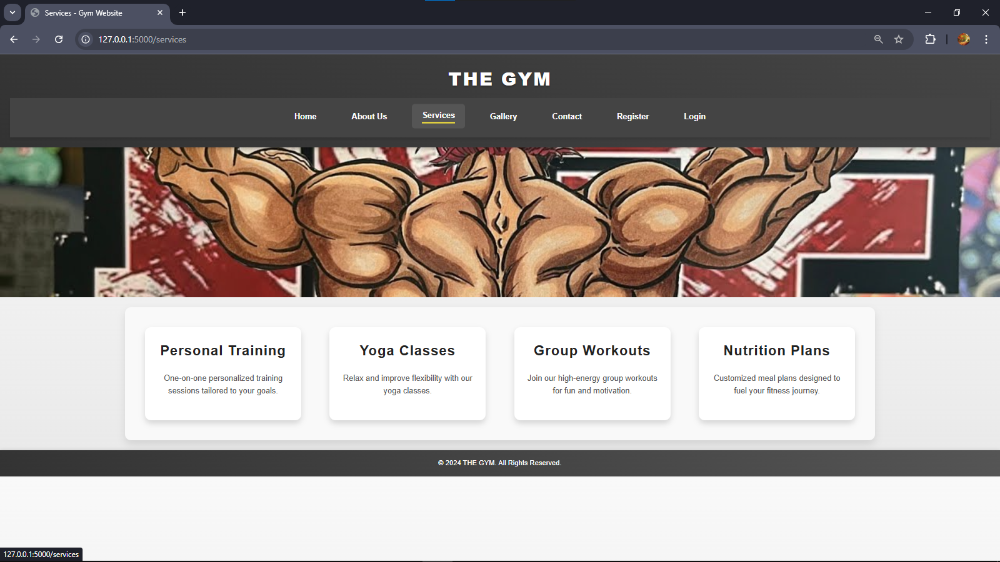 Services - Gym Website
127.0.0.1:5000/services
THE GYM
Home About Us Services Gallery Contact Register Login
Personal Training
One-on-one personalized training
sessions tailored to your goals.
Yoga Classes
Relax and improve flexibility with our
yoga classes.
Group Workouts
Join our high-energy group workouts
for fun and motivation.
Nutrition Plans
Customized meal plans designed to
fuel your fitness journey.
© 2024 THE GYM. All Rights Reserved.
127.0.0.1:5000/services